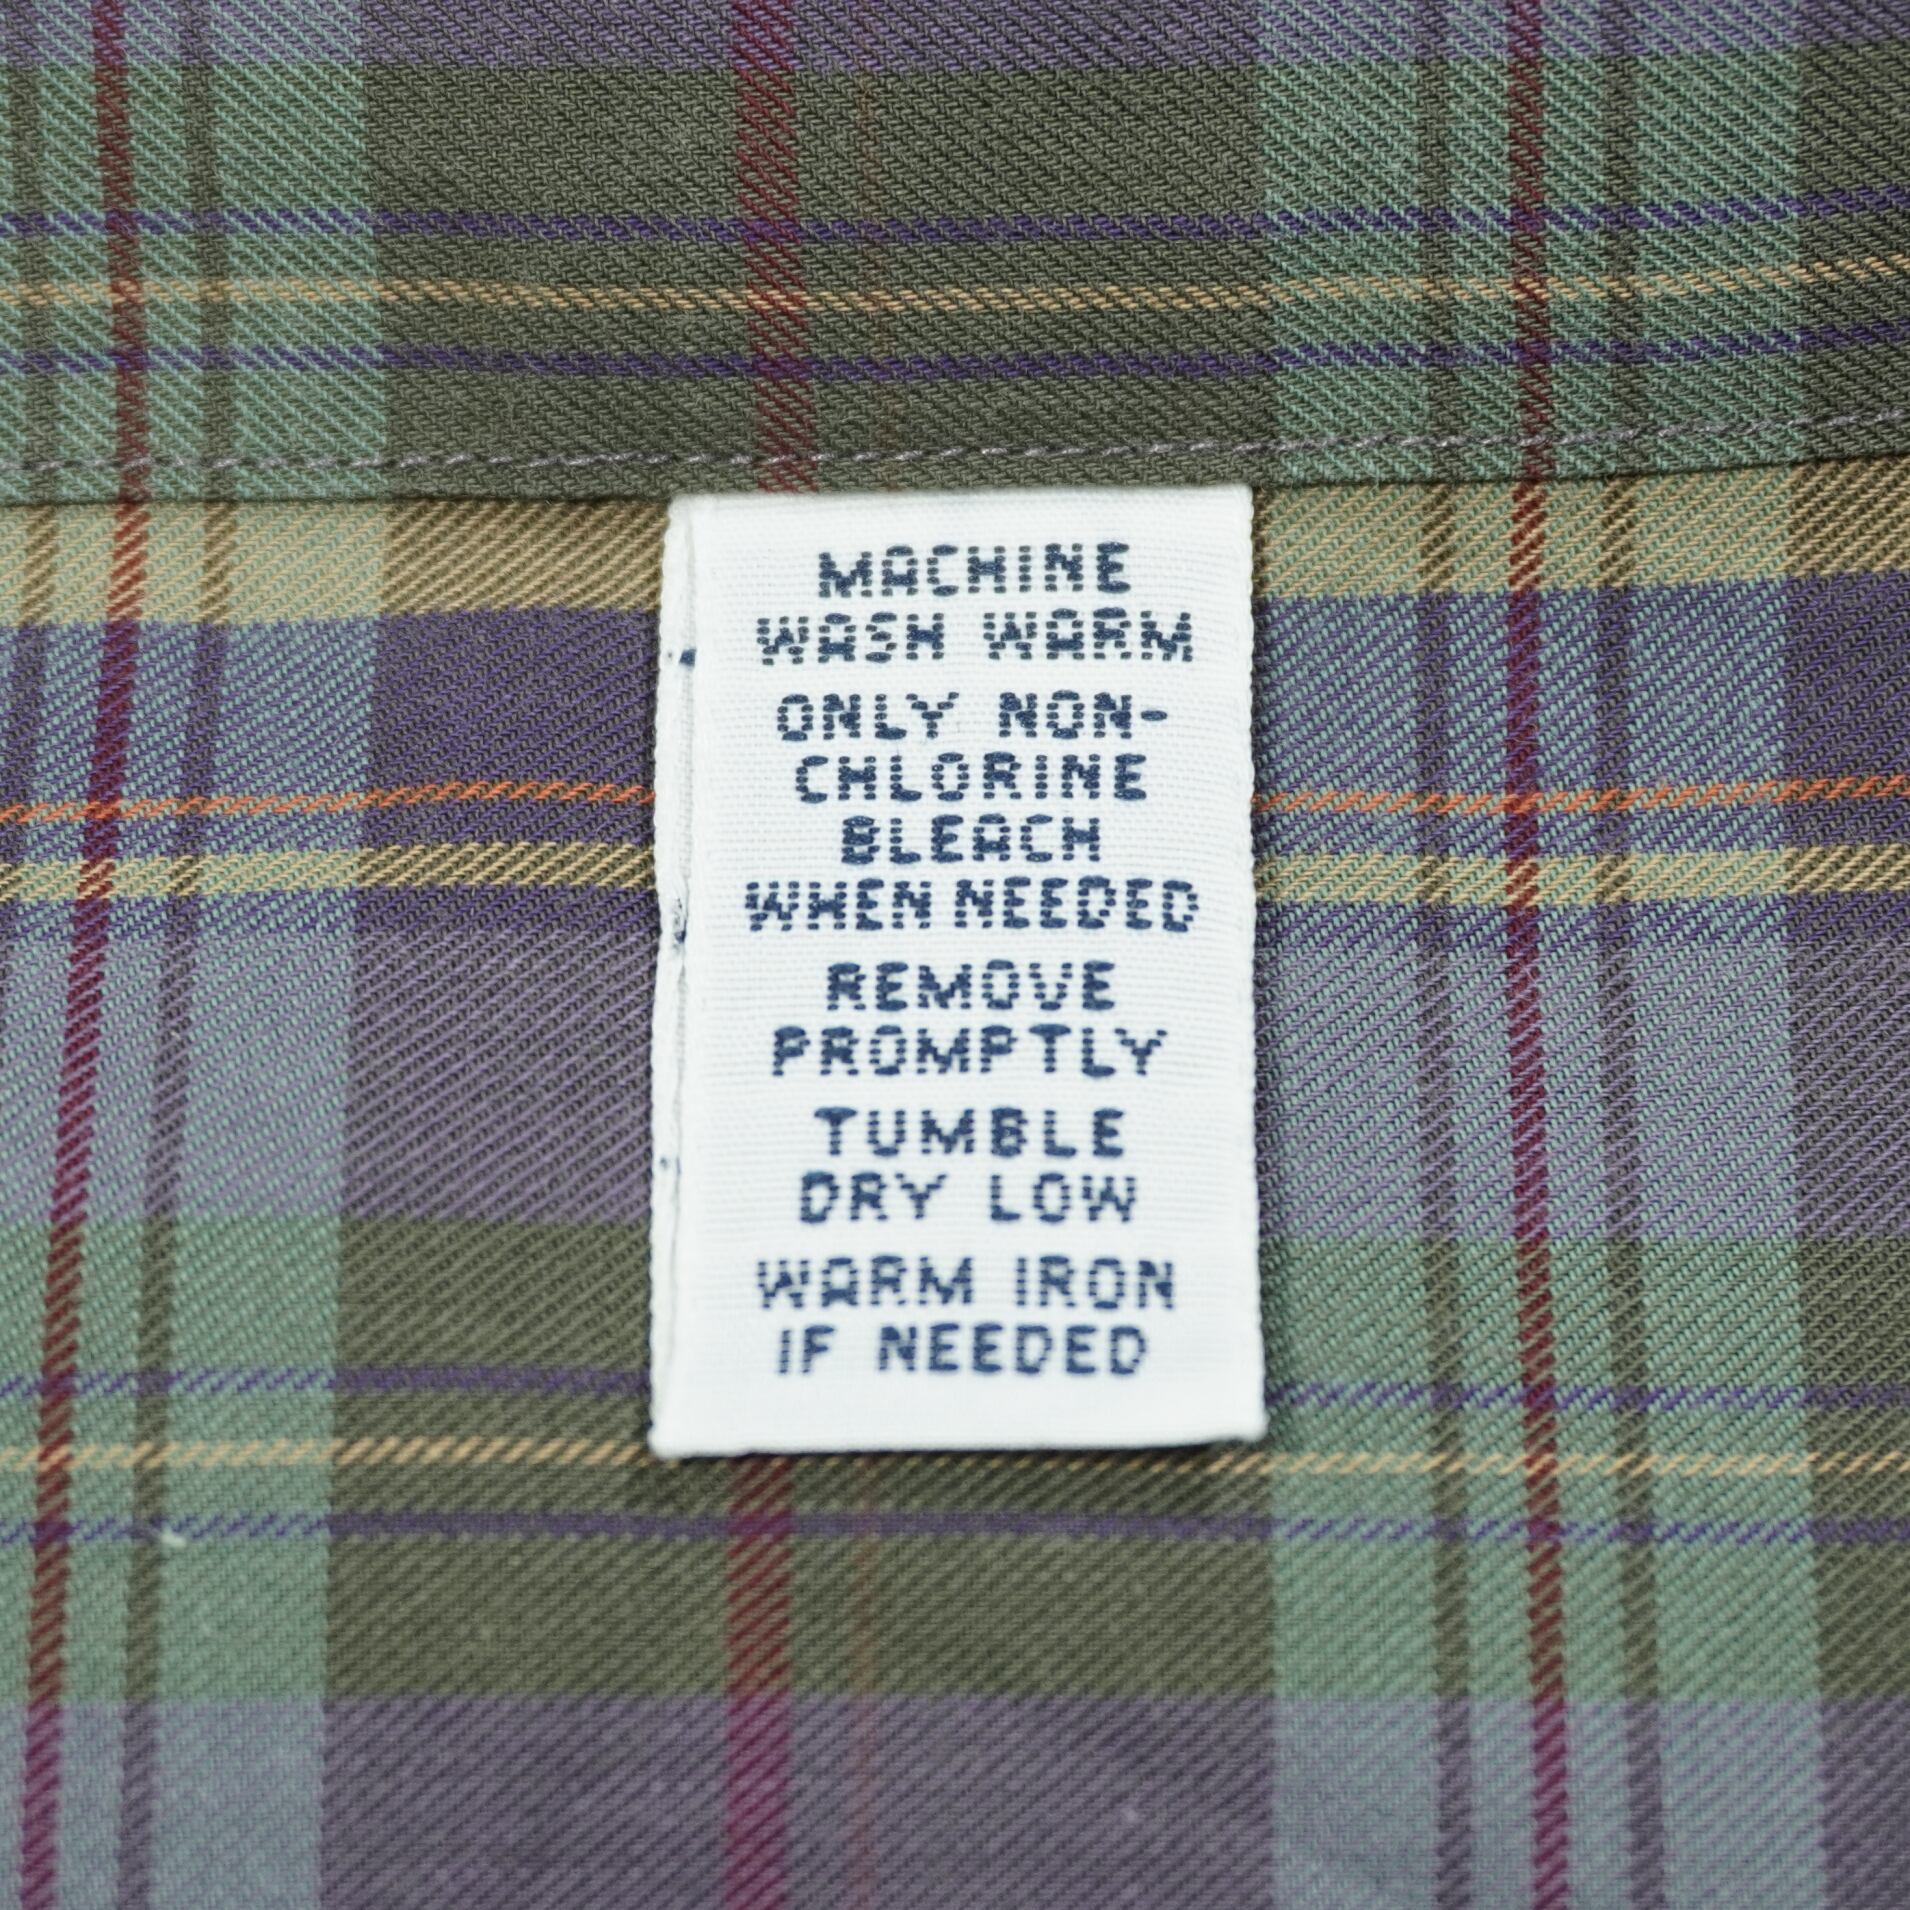 MACHINE
WASH WARM
ONLY NON-
CHLORINE
BLEACH
WHEN NEEDED
REMOVE
PROMPTLY
TUMBLE
DRY LOW
WARM IRON
IF NEEDED